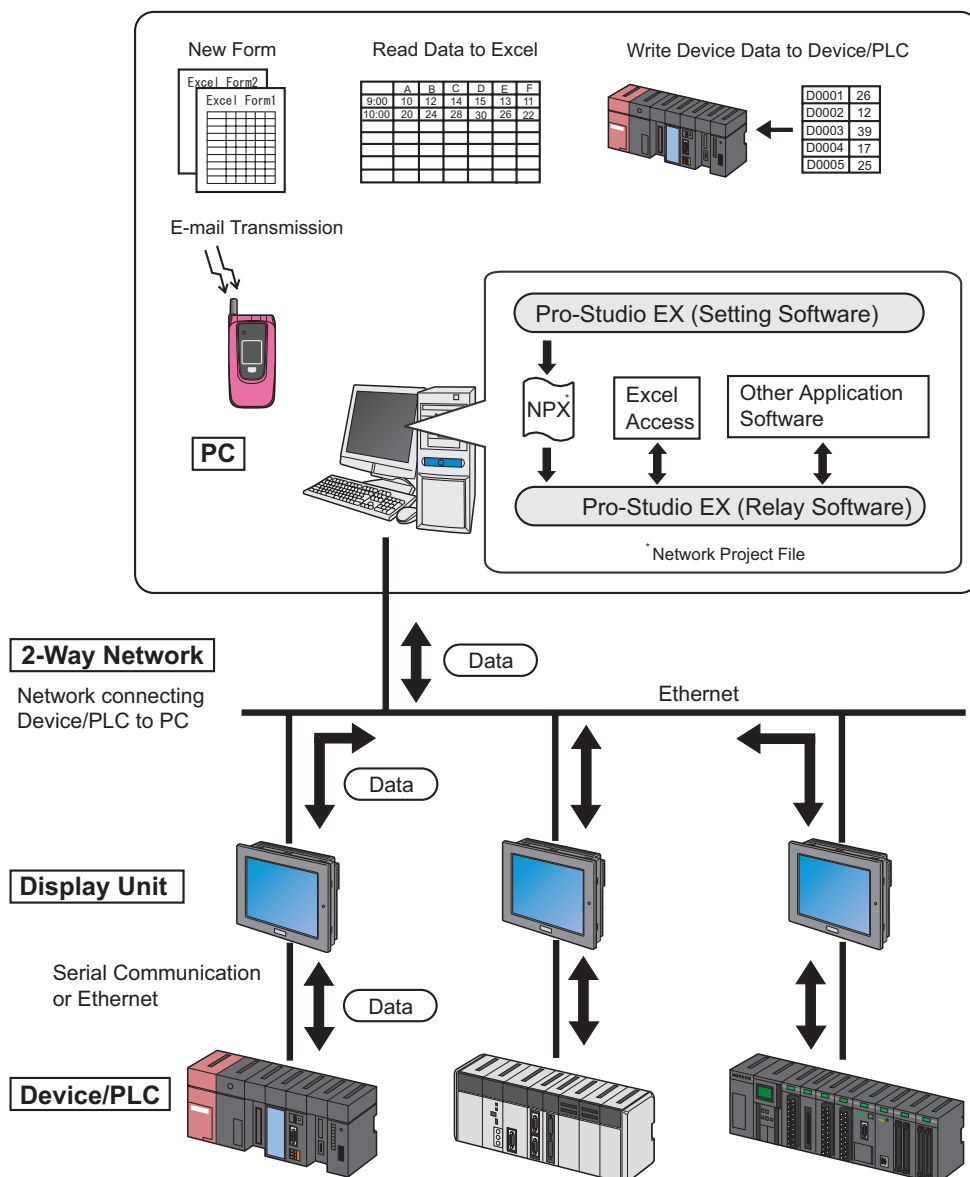 New Form
Read Data to Excel
Write Device Data to Device/PLC
Excel Form2
Excel Form1
A B C D E F
9:00 10 12 14 15 13 11
10:00 20 24 28 30 26 22
D0001 26
D0002 12
D0003 39
D0004 17
D0005 25
E-mail Transmission
PC
Pro-Studio EX (Setting Software)
NPX*
Excel
Access
Other Application
Software
Pro-Studio EX (Relay Software)
*Network Project File
2-Way Network
Data
Network connecting
Device/PLC to PC
Ethernet
Data
Display Unit
Serial Communication
or Ethernet
Data
Device/PLC